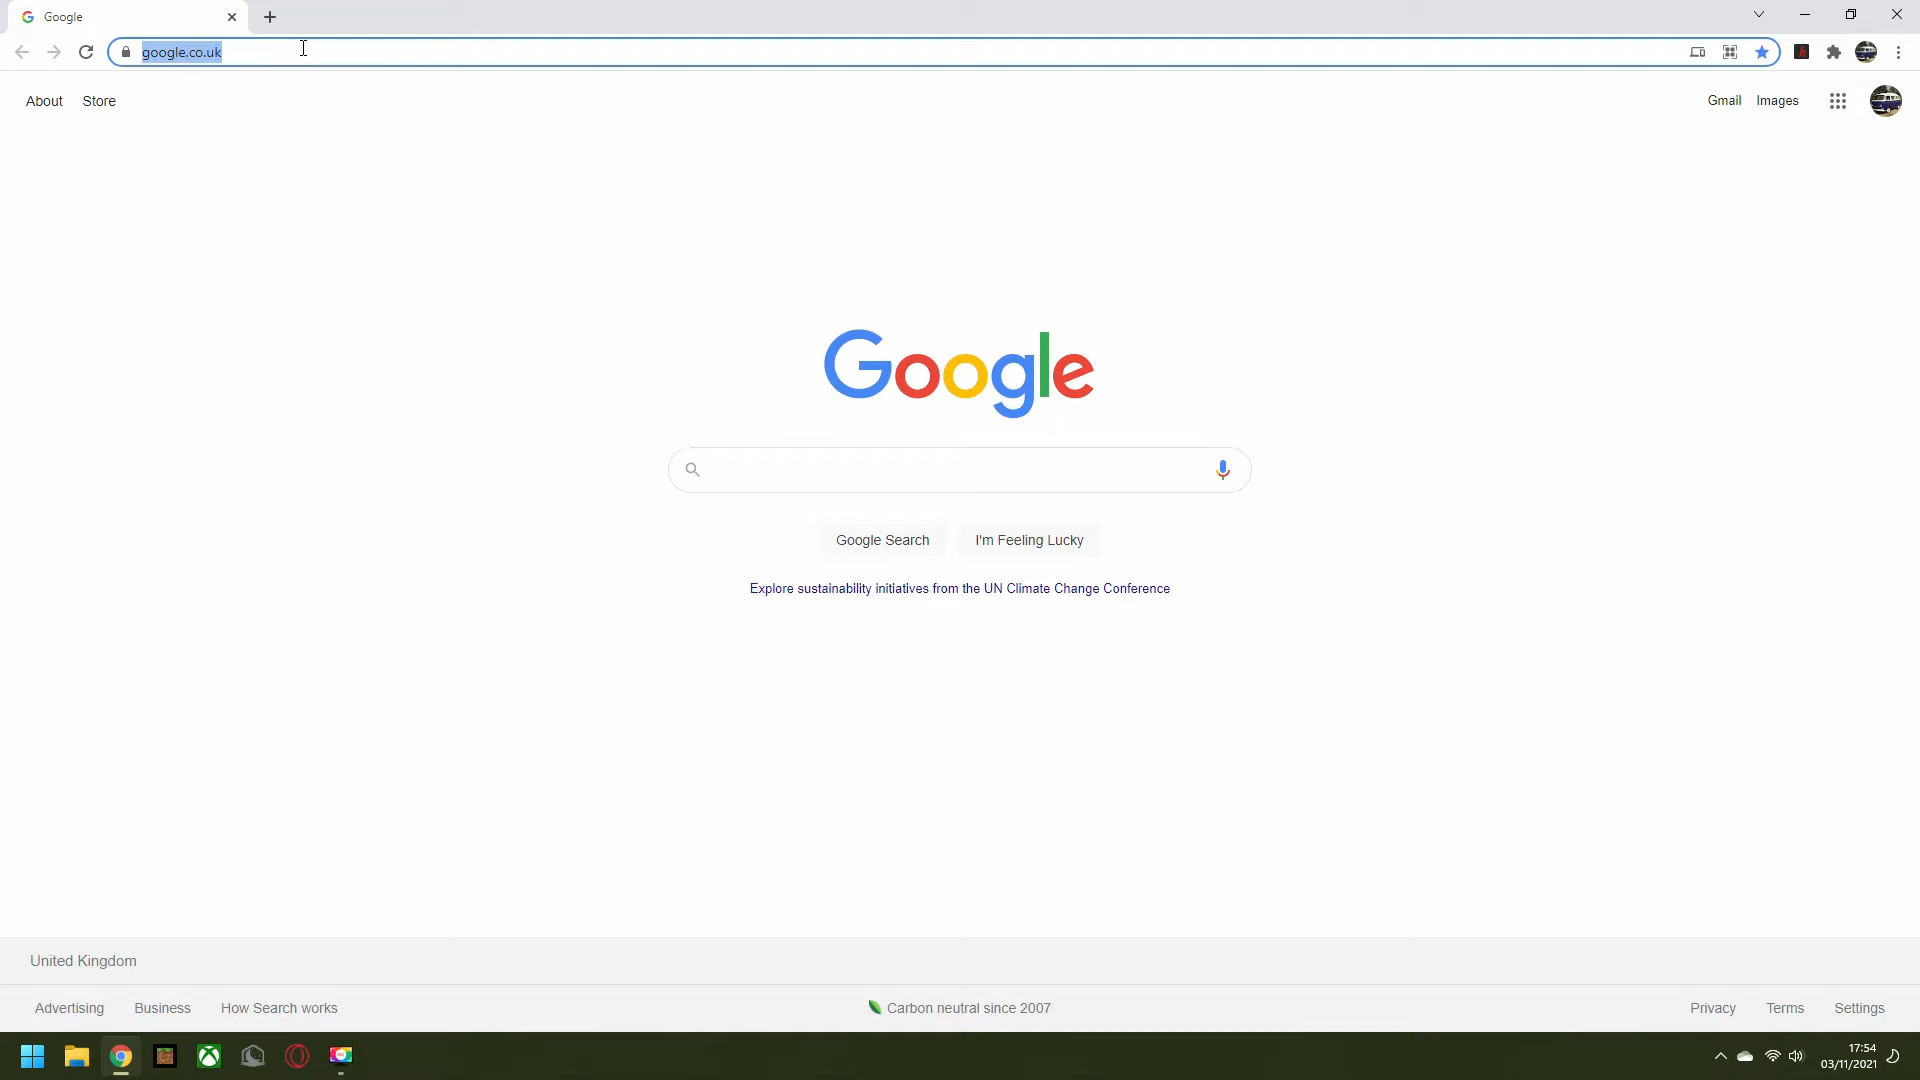 Google
google.co.uk
About Store
Gmail Images
Google
Google Search I'm Feeling Lucky
Explore sustainability initiatives from the UN Climate Change Conference
United Kingdom
Advertising Business How Search works
Carbon neutral since 2007
Privacy Terms Settings
17:54
03/11/2021